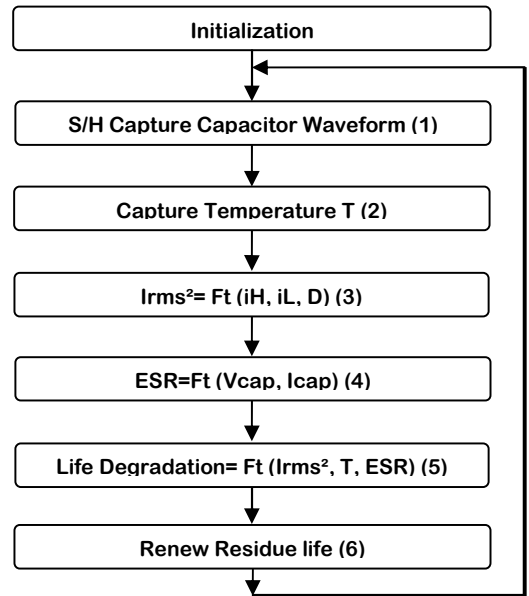 Initialization
S/H Capture Capacitor Waveform (1)
Capture Temperature T (2)
Irms²= Ft (iH, iL, D) (3)
ESR=Ft (Vcap, Icap) (4)
Life Degradation= Ft (Irms², T, ESR) (5)
Renew Residue life (6)